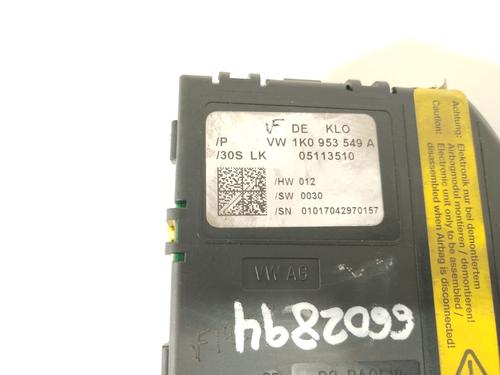 DE KLO
/P VW 1K0 953 549 A
/30S LK 05113510
/HW 012
/SW 0030
/SN 01017042970157
VW AG
6602894
Achtung:
Elektronik nur bei demontiertem
Airbagmodul montieren /
demontieren /
Caution:
Electronic unit only to be assembled /
disassembled when Airbag
is disconnected!